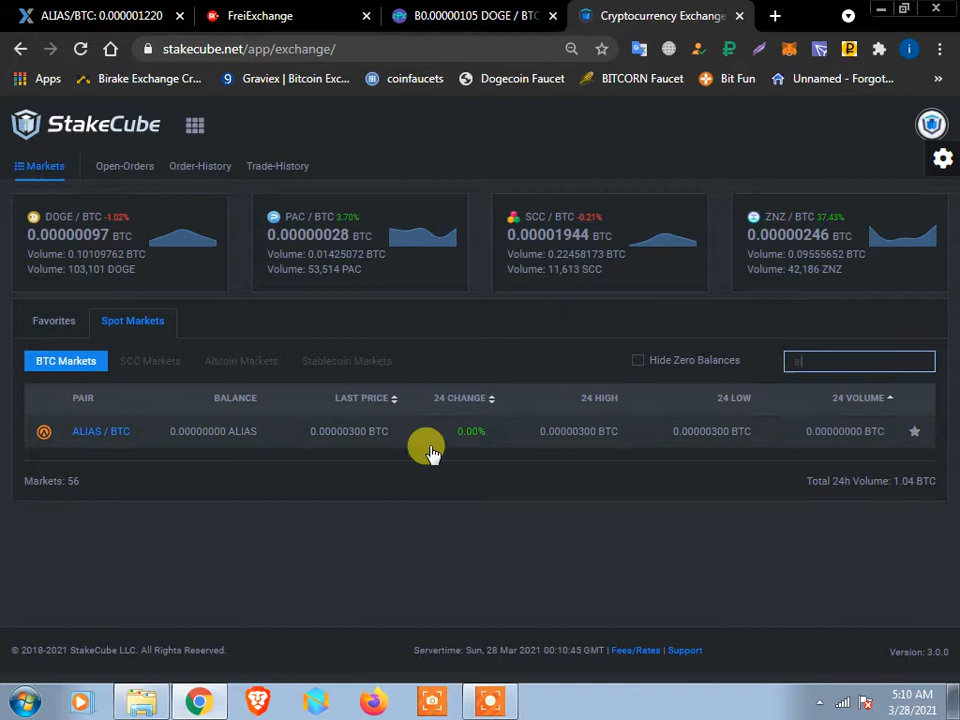 ALIAS/BTC: 0.000001220
FreiExchange
B0.00000105 DOGE / BTC
Cryptocurrency Exchange
stakecube.net/app/exchange/
Apps
Birake Exchange Cr...
Graviex | Bitcoin Exc...
coinfaucets
Dogecoin Faucet
BITCORN Faucet
Bit Fun
Unnamed - Forgot...
»
StakeCube
Markets
Open-Orders
Order-History
Trade-History
DOGE / BTC -1.02%
0.00000097 BTC
Volume: 0.10109762 BTC
Volume: 103,101 DOGE
PAC / BTC 3.70%
0.00000028 BTC
Volume: 0.01425072 BTC
Volume: 53,514 PAC
SCC / BTC -0.21%
0.00001944 BTC
Volume: 0.22458173 BTC
Volume: 11,613 SCC
ZNZ / BTC 37.43%
0.00000246 BTC
Volume: 0.09556652 BTC
Volume: 42,186 ZNZ
Favorites
Spot Markets
BTC Markets
SCC Markets
Altcoin Markets
Stablecoin Markets
Hide Zero Balances
PAIR BALANCE LAST PRICE 24 CHANGE 24 HIGH 24 LOW 24 VOLUME
ALIAS / BTC 0.00000000 ALIAS 0.00000300 BTC 0.00% 0.00000300 BTC 0.00000300 BTC 0.00000000 BTC
Markets: 56
Total 24h Volume: 1.04 BTC
© 2018-2021 StakeCube LLC. All Rights Reserved.
Servertime: Sun, 28 Mar 2021 00:10:45 GMT | Fees/Rates | Support
Version: 3.0.0
5:10 AM
3/28/2021